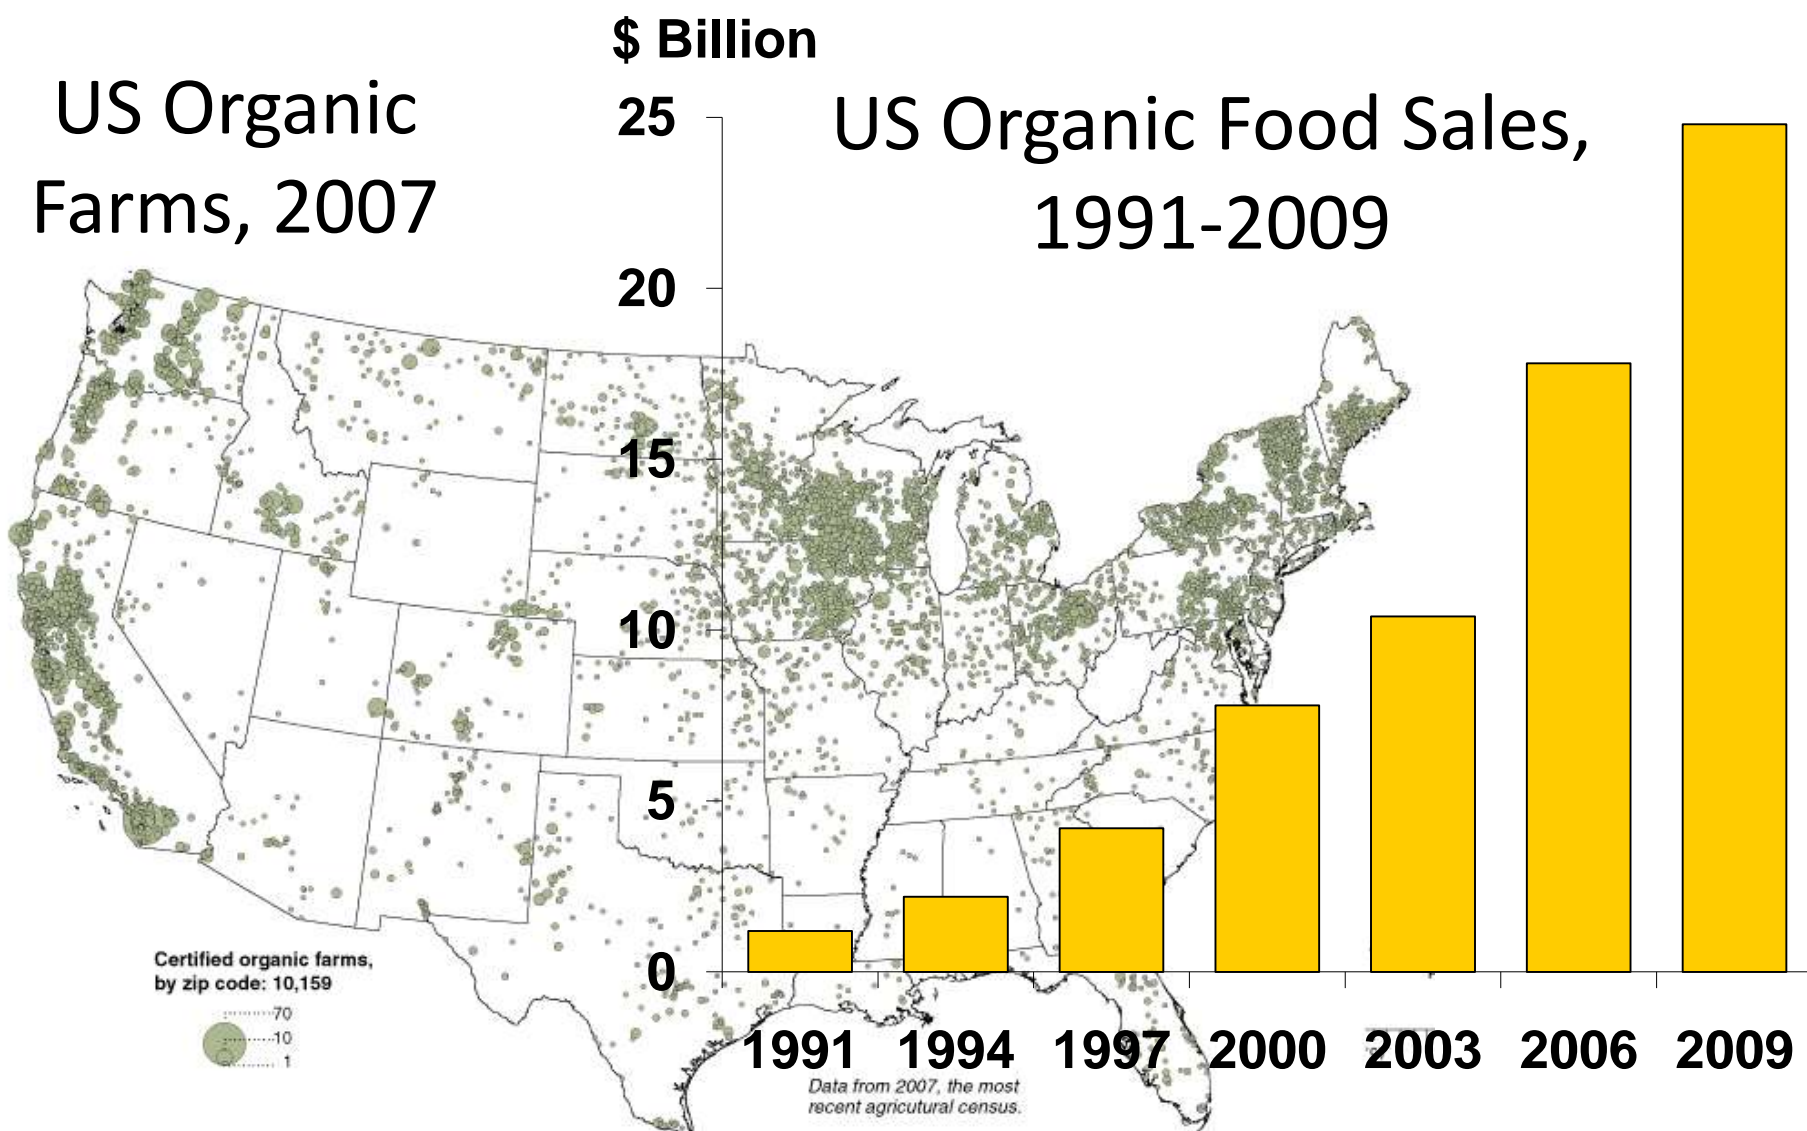 $ Billion
US Organic
Farms, 2007
US Organic Food Sales,
1991-2009
25
20
15
10
5
0
1991 1994 1997 2000 2003 2006 2009
Certified organic farms,
by zip code: 10,159
70
10
1
Data from 2007, the most
recent agricutural census.